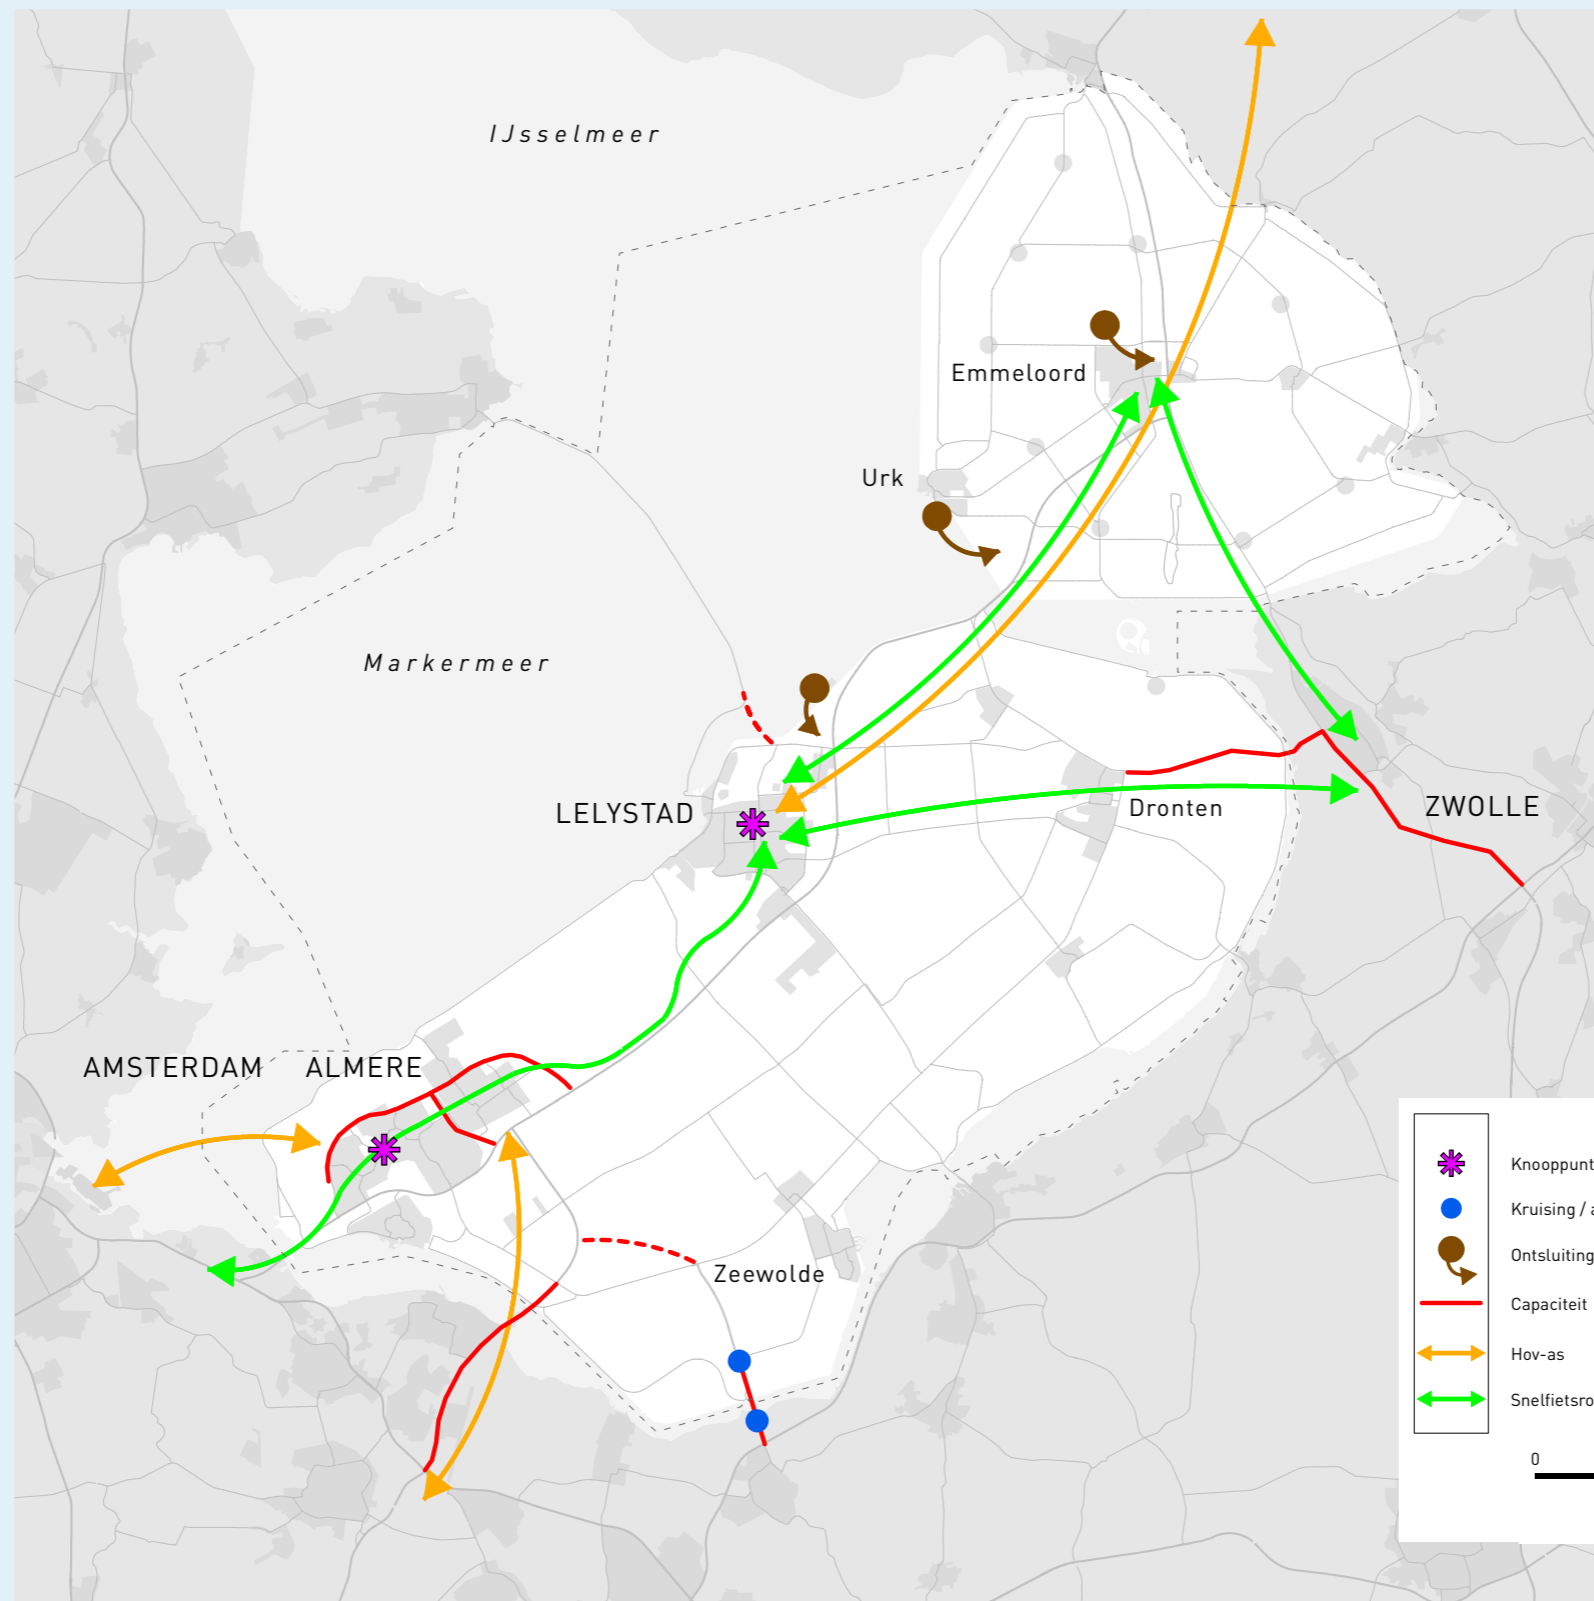 IJsselmeer
Emmeloord
Urk
Markermeer
LELYSTAD
Dronten
ZWOLLE
AMSTERDAM
ALMERE
Zeewolde
Knooppunt
Kruising / a
Ontsluiting
Capaciteit
Hov-as
Snelfietsro
0